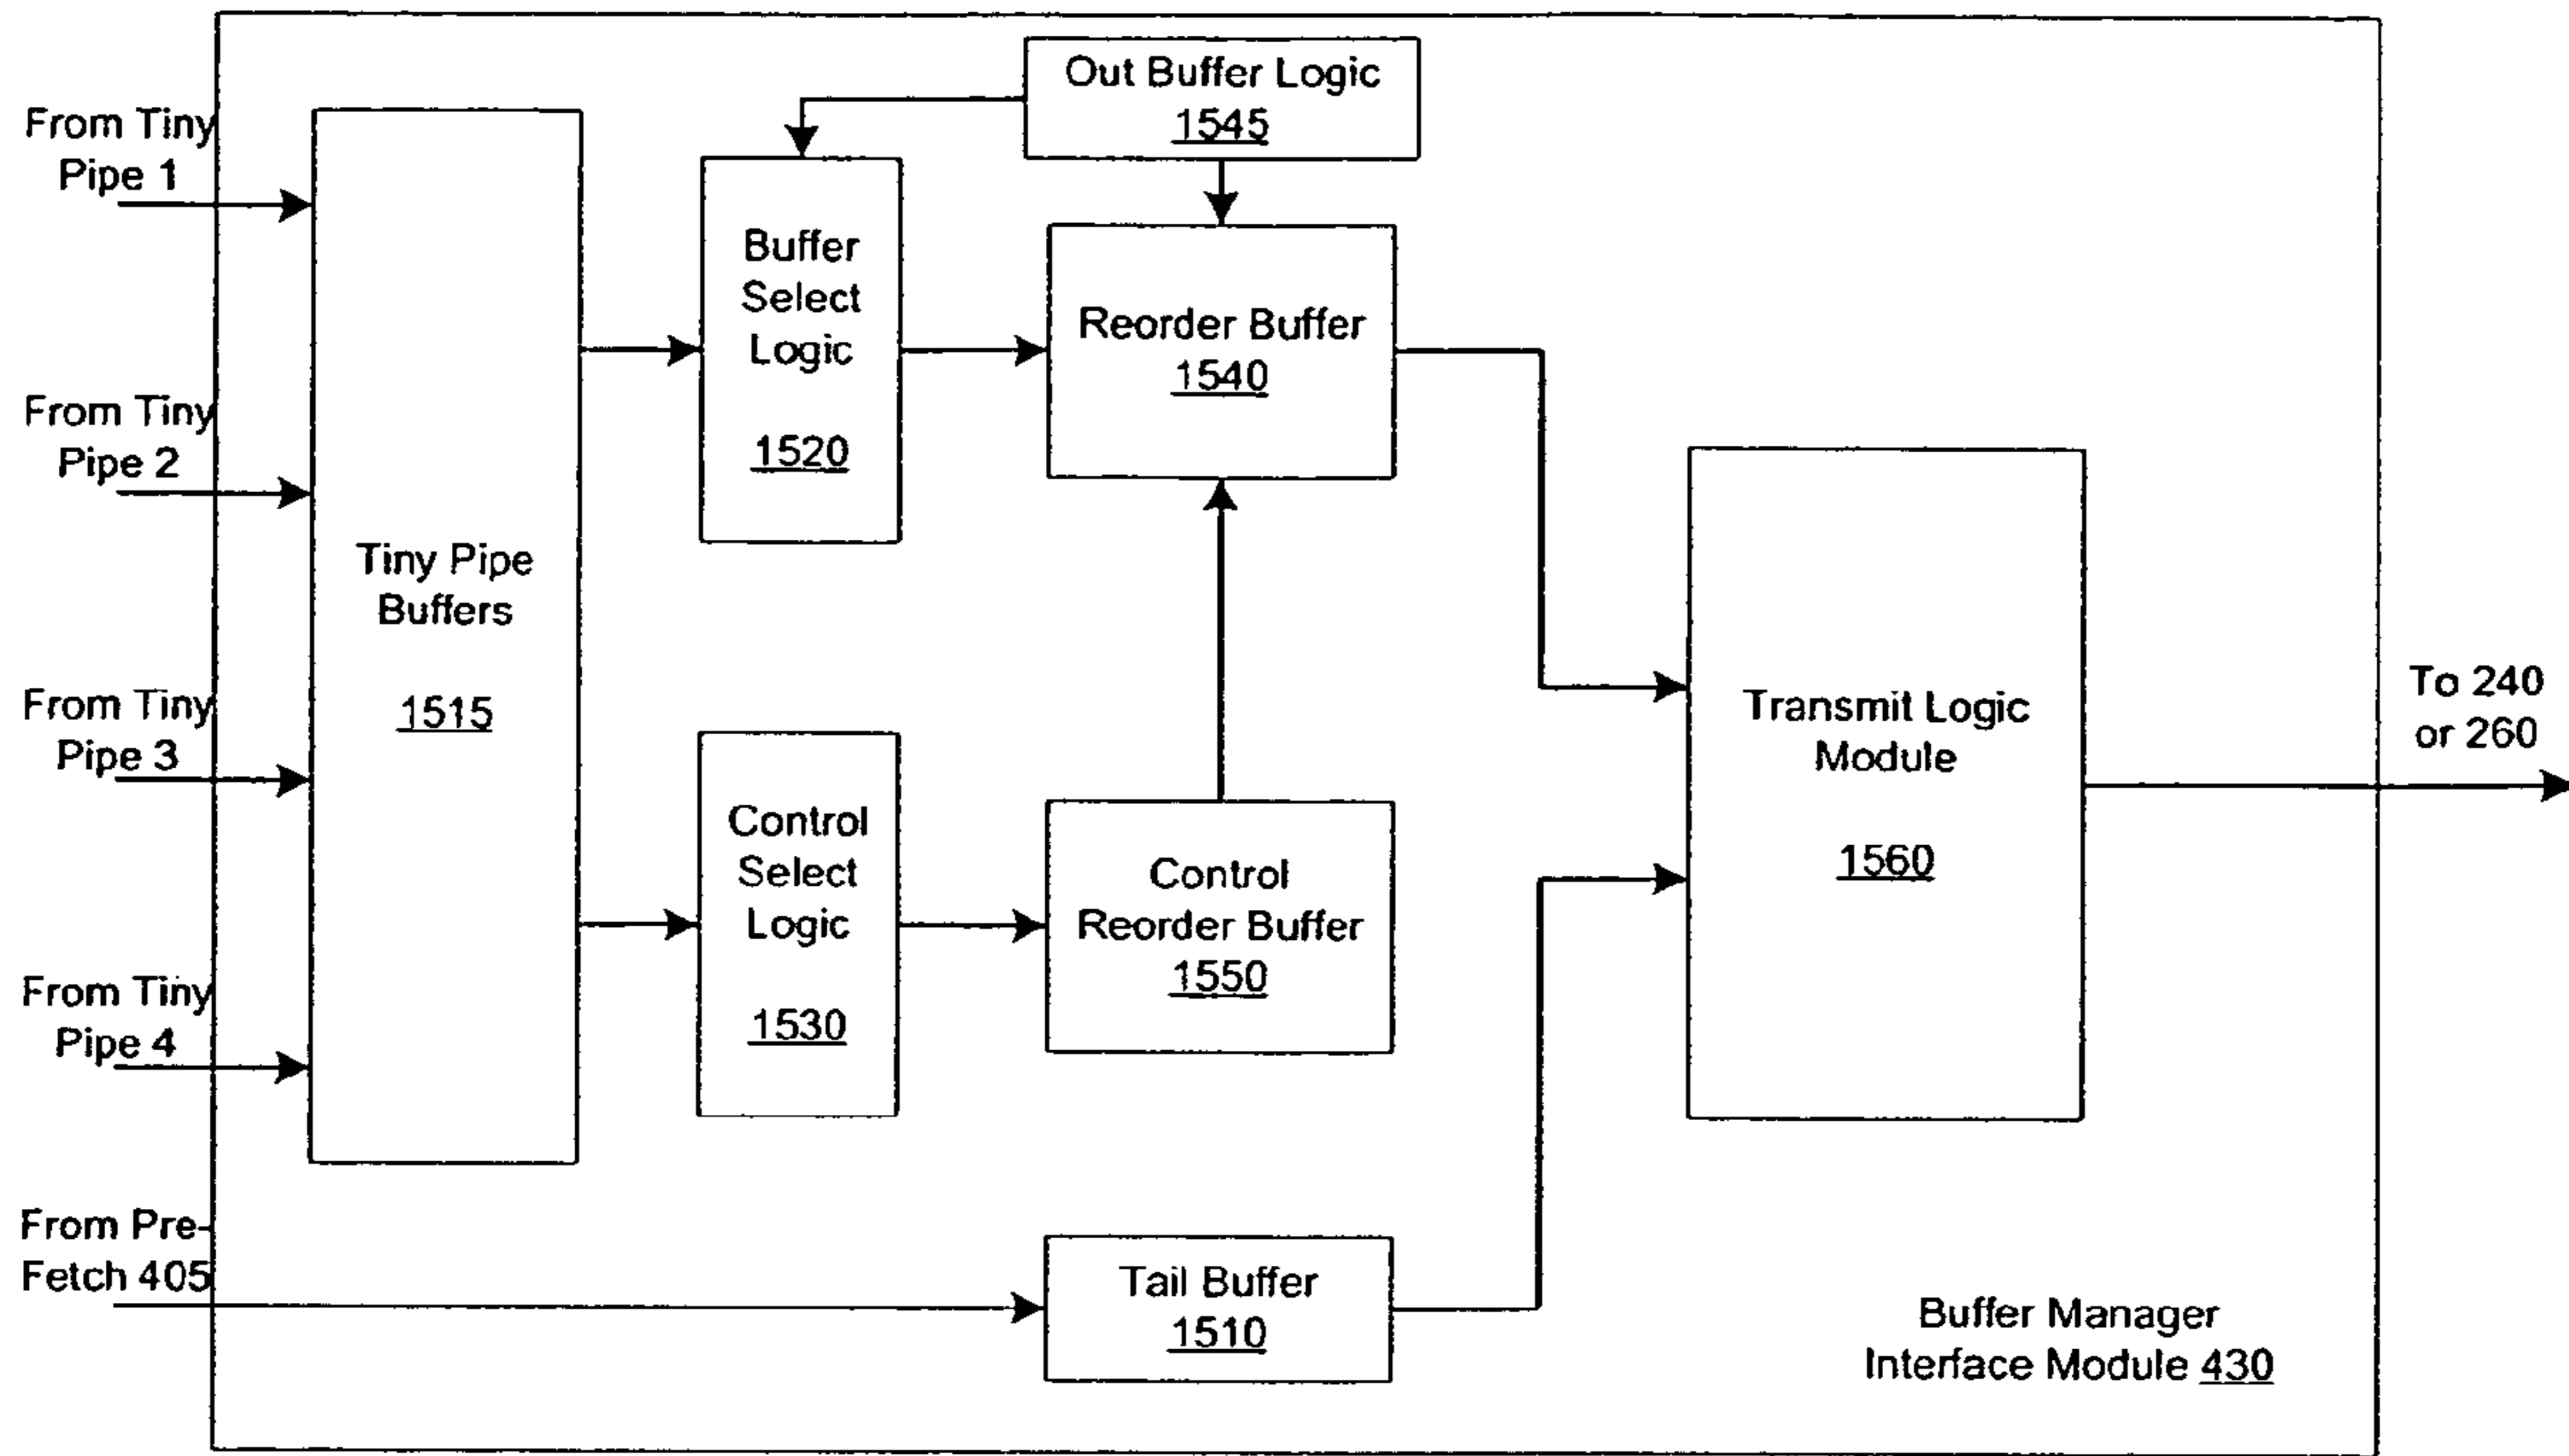 Out Buffer Logic
1545
From Tiny
Pipe 1
From Tiny
Pipe 2
From Tiny
Pipe 3
From Tiny
Pipe 4
From Pre-
Fetch 405
Tiny Pipe
Buffers
1515
Buffer
Select
Logic
1520
Reorder Buffer
1540
Control
Select
Logic
1530
Control
Reorder Buffer
1550
Tail Buffer
1510
Transmit Logic
Module
1560
To 240
or 260
Buffer Manager
Interface Module 430